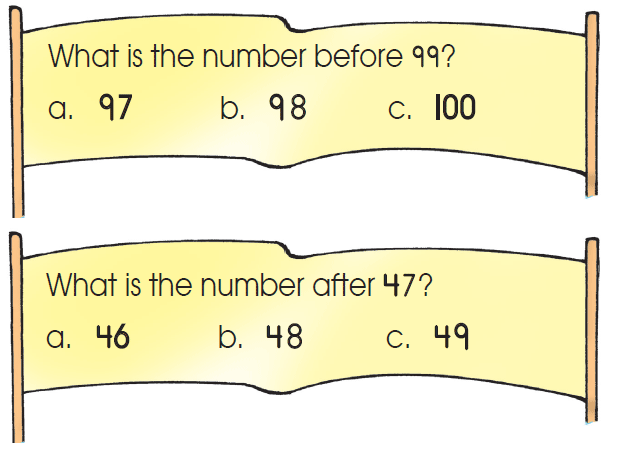 What is the number before 99?
a. 97 b. 98 c. 100
What is the number after 47?
a. 46 b. 48 c. 49